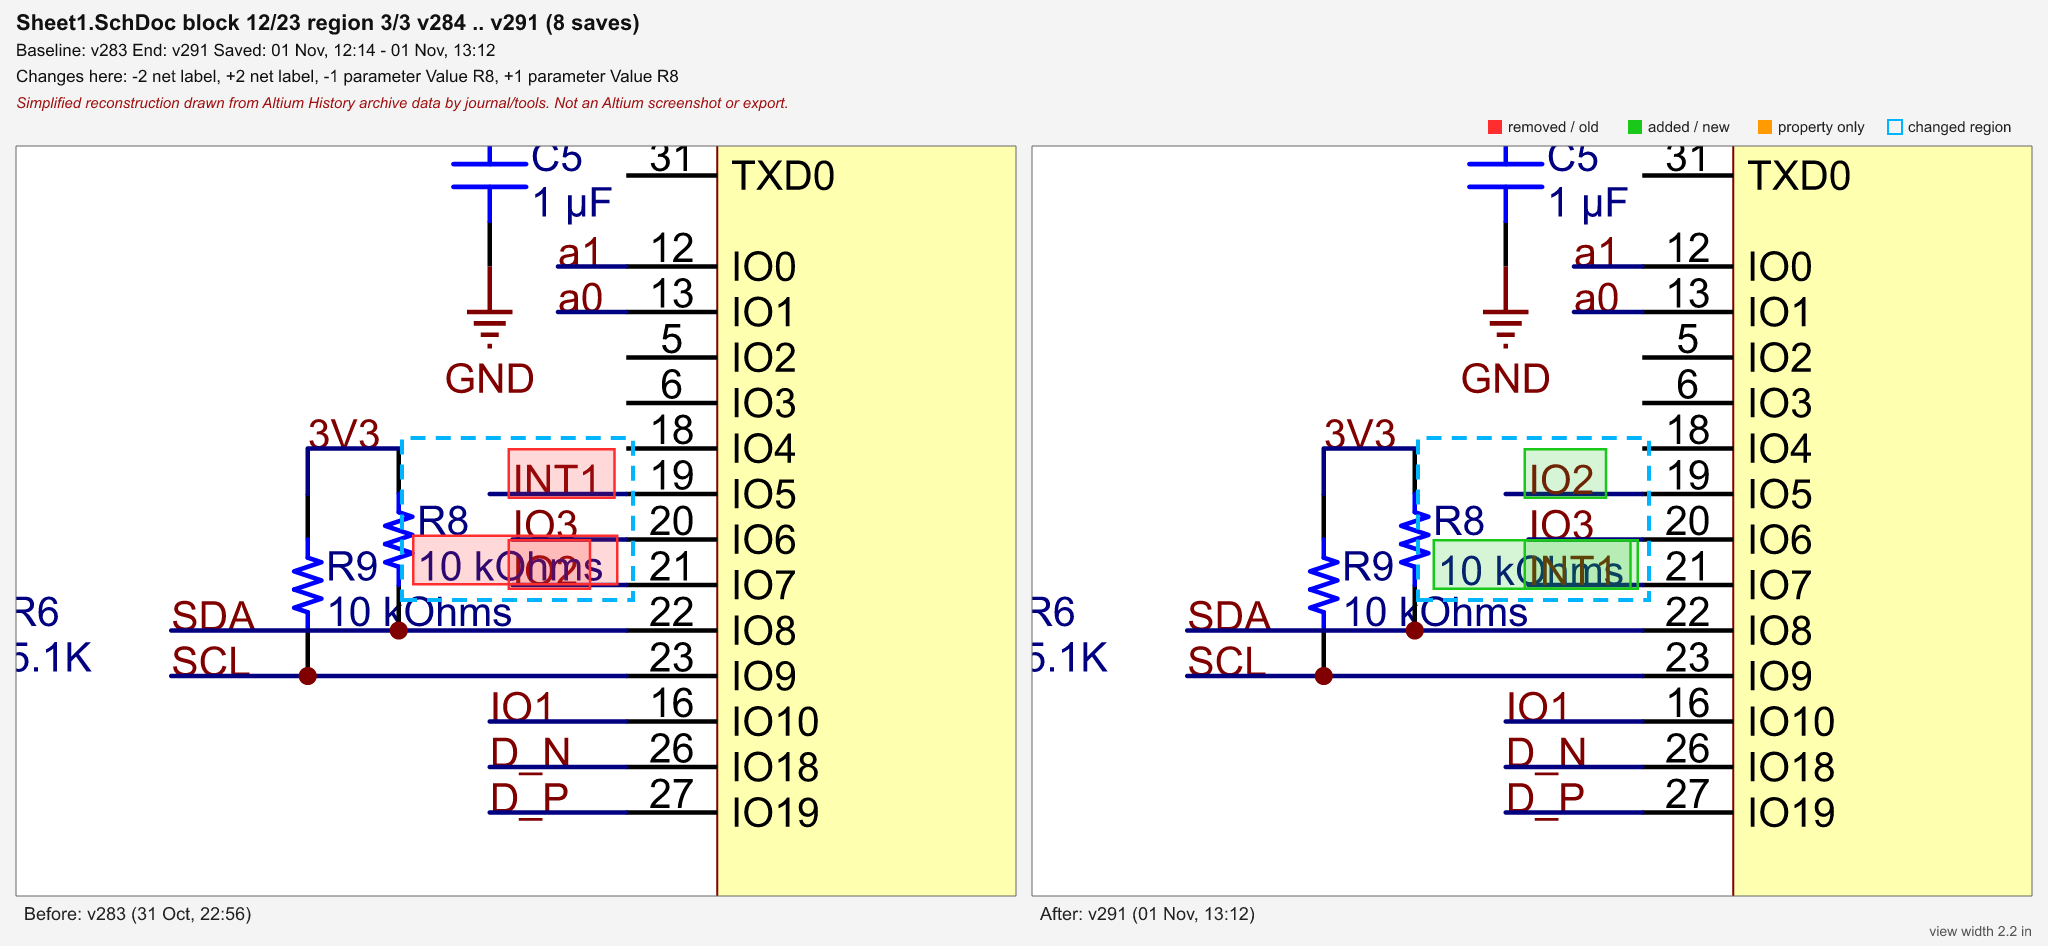 Sheet1.SchDoc block 12/23 region 3/3 v284 .. v291 (8 saves)
Baseline: v283 End: v291 Saved: 01 Nov, 12:14 - 01 Nov, 13:12
Changes here: -2 net label, +2 net label, -1 parameter Value R8, +1 parameter Value R8
Simplified reconstruction drawn from Altium History archive data by journal/tools. Not an Altium screenshot or export.
removed / old
added / new
property only
changed region
C5
1 µF
31
TXD0
a1
12
IO0
a0
13
IO1
5
IO2
GND
6
IO3
3V3
18
IO4
INT1
19
IO5
R8
IO3
20
IO6
10 kOhms
IO2
21
IO7
R9
10 kOhms
R6
5.1K
SDA
22
IO8
SCL
23
IO9
IO1
16
IO10
D_N
26
IO18
D_P
27
IO19
C5
1 µF
31
TXD0
a1
12
IO0
a0
13
IO1
5
IO2
GND
6
IO3
3V3
18
IO4
IO2
19
IO5
R8
IO3
20
IO6
10 kOhms
INT1
21
IO7
R9
10 kOhms
R6
5.1K
SDA
22
IO8
SCL
23
IO9
IO1
16
IO10
D_N
26
IO18
D_P
27
IO19
Before: v283 (31 Oct, 22:56)
After: v291 (01 Nov, 13:12)
view width 2.2 in